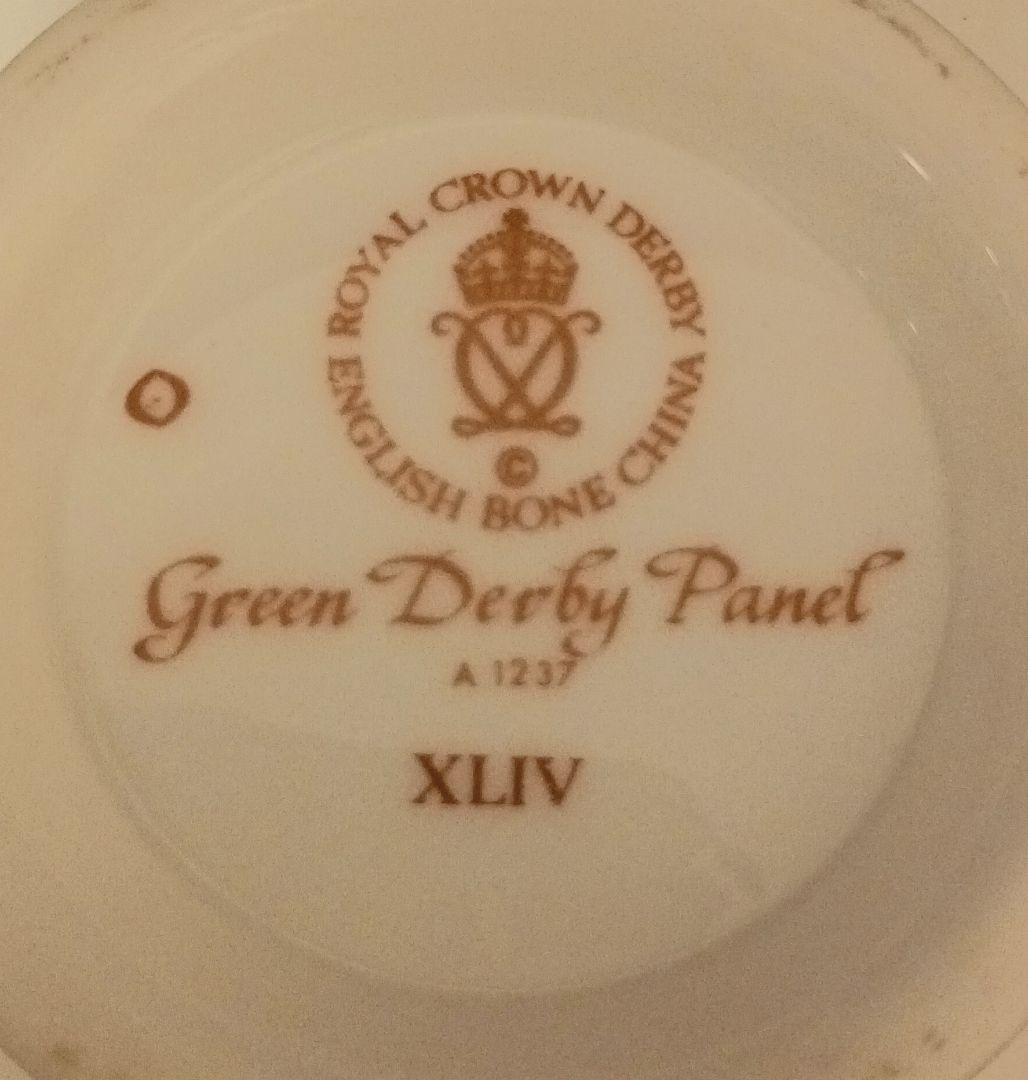 ROYAL CROWN DERBY
ENGLISH BONE CHINA
©
Green Derby Panel
A 1237
XLIV